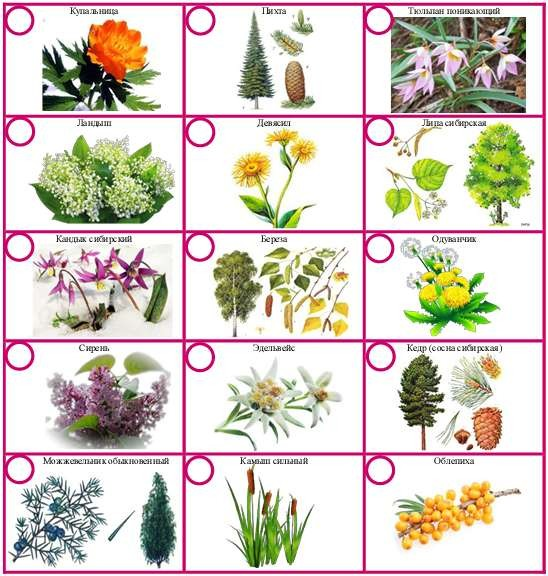 Купальница
Пихта
Тюльпан поникающий
Ландыш
Девясил
Липа сибирская
Кандык сибирский
Береза
Одуванчик
Сирень
Эдельвейс
Кедр (сосна сибирская)
Можжевельник обыкновенный
Камыш сильный
Облепиха